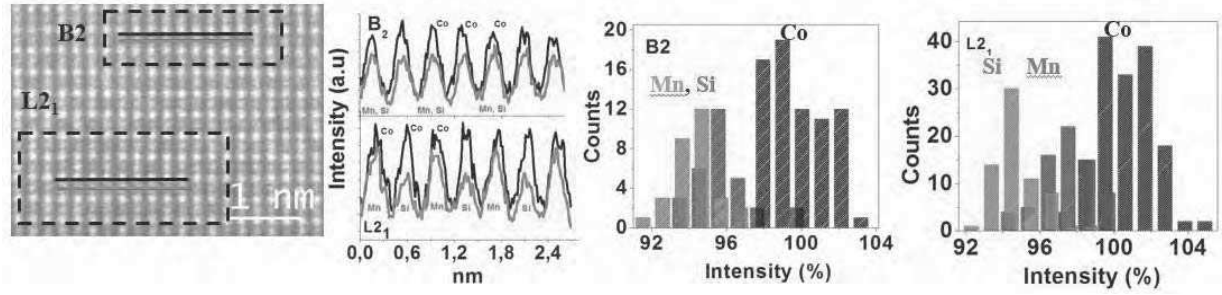 B2
L2₁
1 nm
Intensity (a.u)
B₂
Co
Co
Co
Mn, Si
Mn, Si
Mn, Si
Co
Co
Co
Mn
Si
Mn
Si
Mn
L2₁
0,0 0,6 1,2 1,8 2,4
nm
Counts
20
16
12
8
4
0
B2
Co
Mn, Si
92 96 100 104
Intensity (%)
Counts
40
30
20
10
0
L2₁
Co
Si Mn
92 96 100 104
Intensity (%)